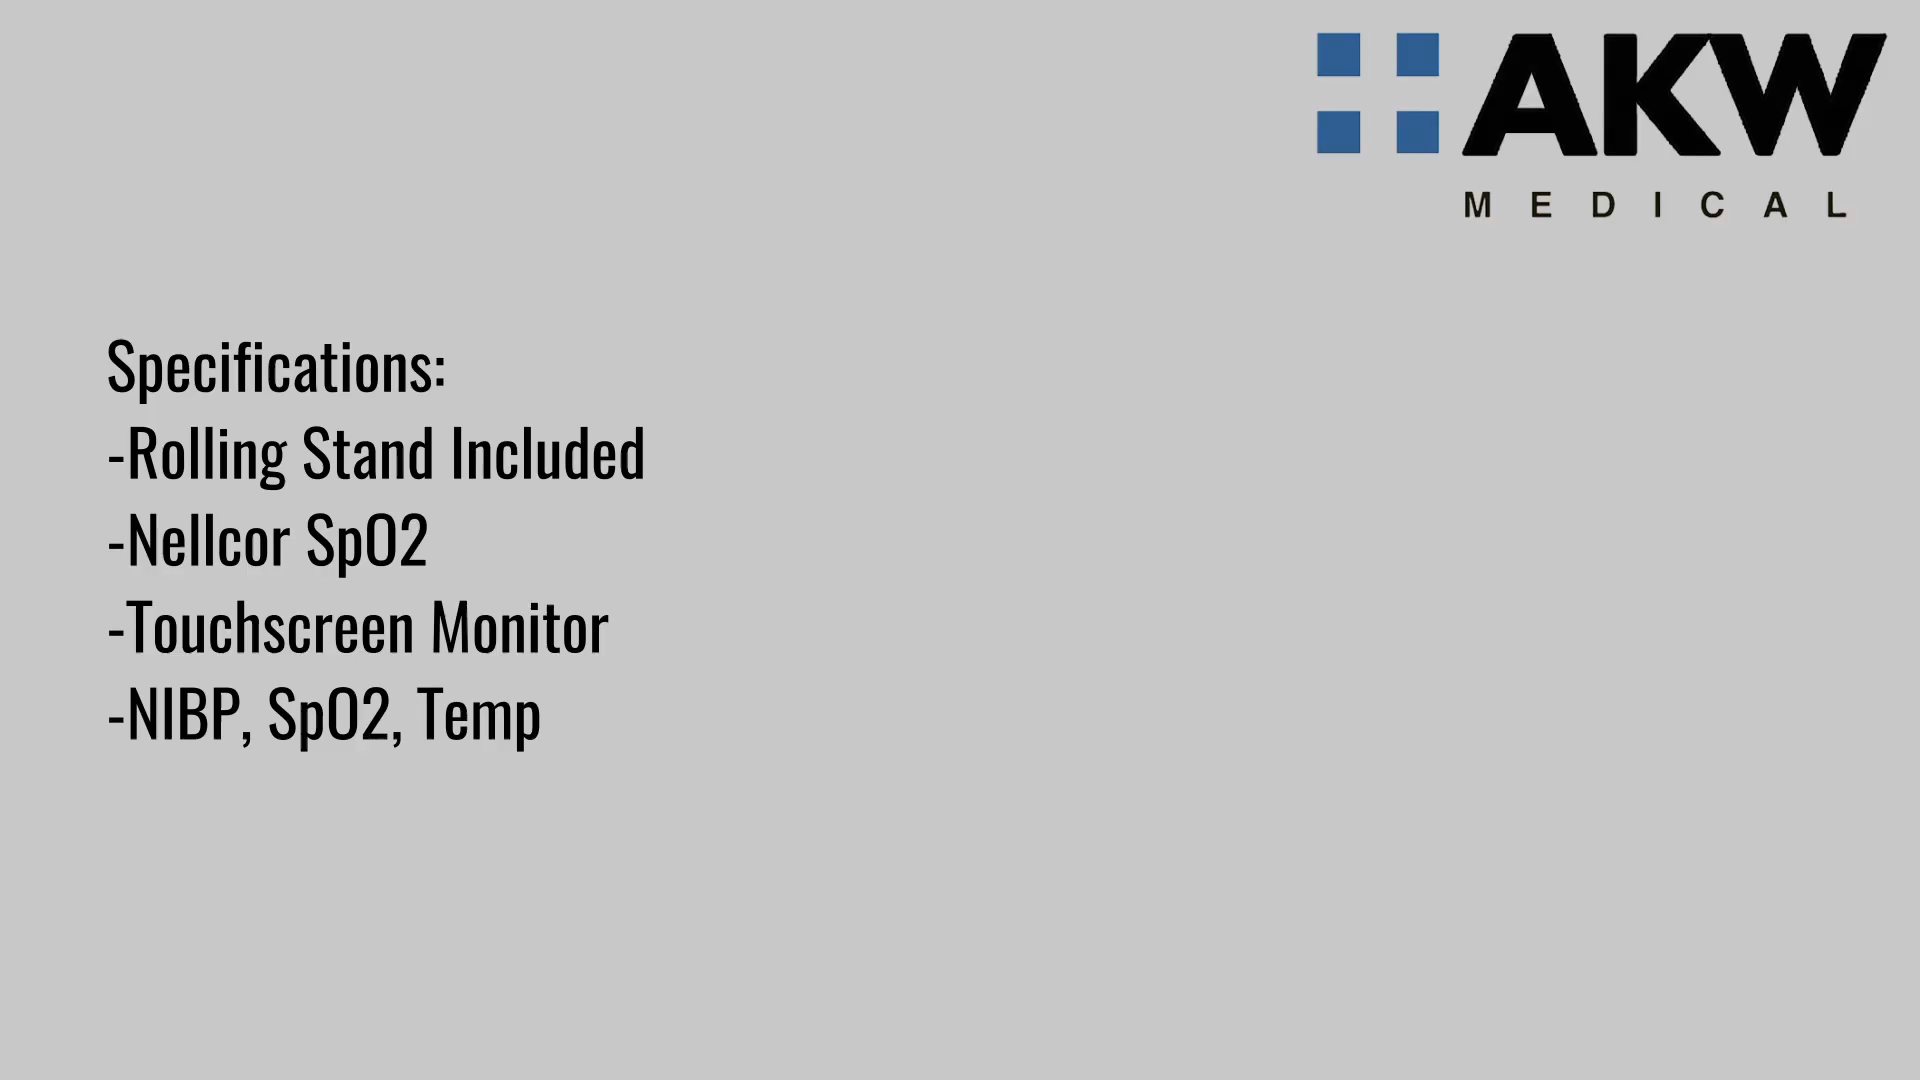 AKW
MEDICAL
Specifications:
-Rolling Stand Included
-Nellcor SpO2
-Touchscreen Monitor
-NIBP, SpO2, Temp